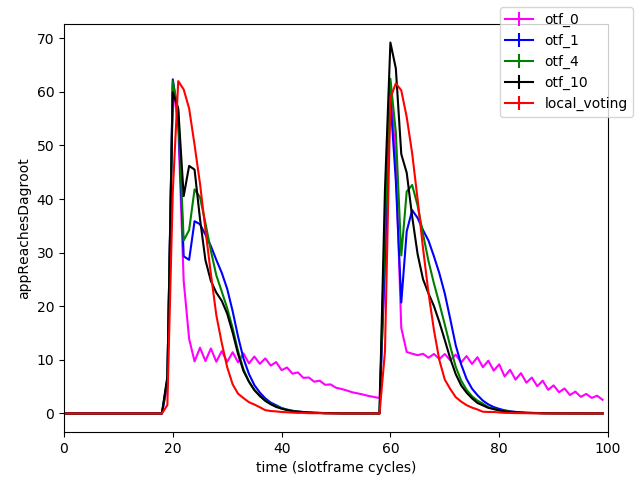 otf_0
otf_1
otf_4
otf_10
local_voting
appReachesDagroot
70
60
50
40
30
20
10
0
0 20 40 60 80 100
time (slotframe cycles)